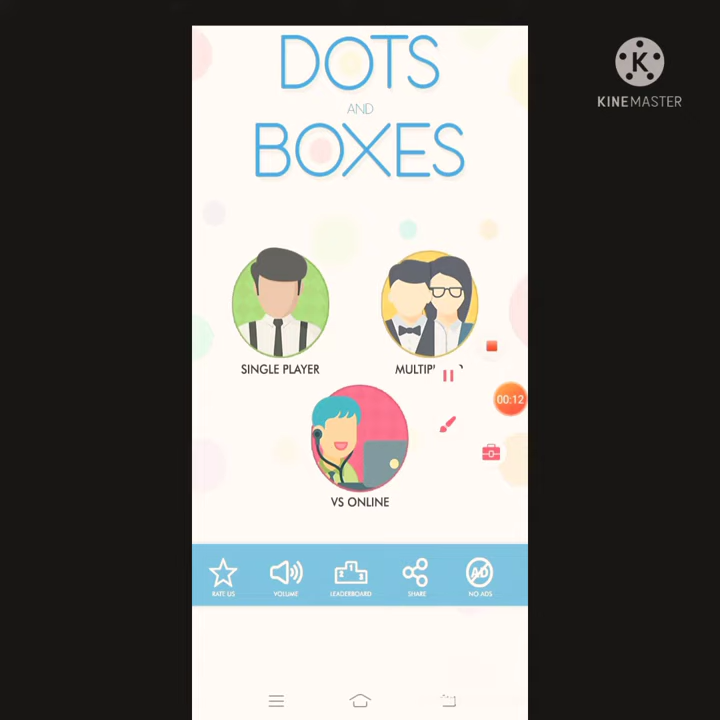 DOTS
AND
BOXES
KINEMASTER
SINGLE PLAYER
00:12
VS ONLINE
RATE US
VOLUME
LEADERBOARD
SHARE
NO ADS